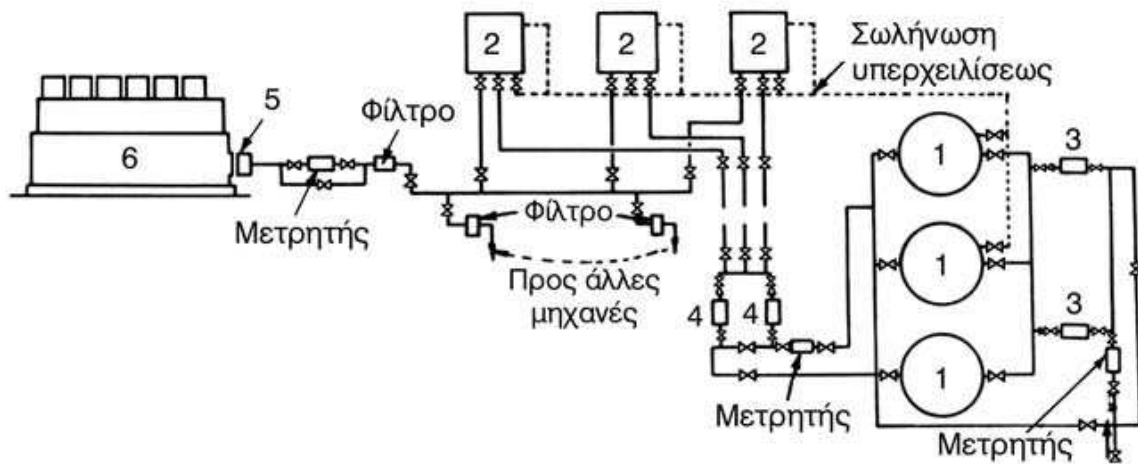 2
2
2
Σωλήνωση
υπερχειλίσεως
5
Φίλτρο
6
1
3
Μετρητής
Φίλτρο
1
Προς άλλες
μηχανές
4
4
3
1
Μετρητής
Μετρητής